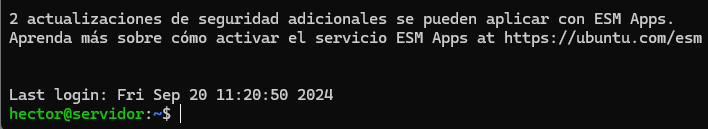 2 actualizaciones de seguridad adicionales se pueden aplicar con ESM Apps.
Aprenda más sobre cómo activar el servicio ESM Apps at https://ubuntu.com/esm
Last login: Fri Sep 20 11:20:50 2024
hector@servidor:~$